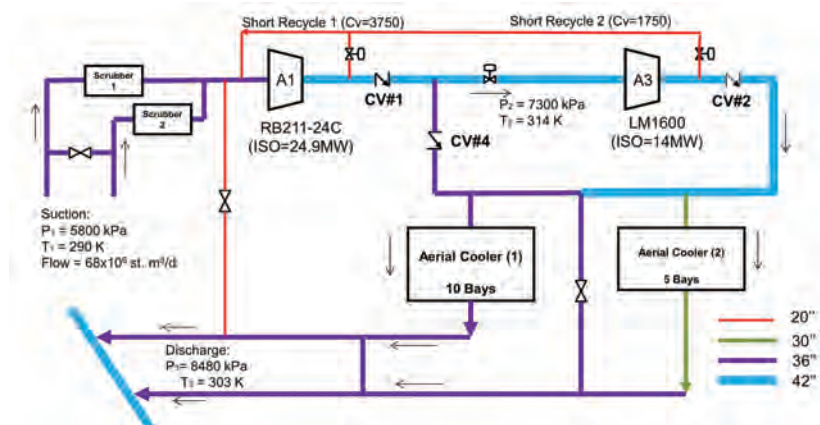 Short Recycle 1 (Cv=3750)
Short Recycle 2 (Cv=1750)
Scrubber
1
Scrubber
2
A1
CV#1
RB211-24C
(ISO=24.9MW)
P₂ = 7300 kPa
T₂ = 314 K
A3
CV#2
LM1600
(ISO=14MW)
CV#4
Suction:
P₁ = 5800 kPa
T₁ = 290 K
Flow = 68x10⁶ st. m³/d
Aerial Cooler (1)
10 Bays
Aerial Cooler (2)
5 Bays
Discharge:
P₃= 8480 kPa
T₃ = 303 K
20"
30"
36"
42"